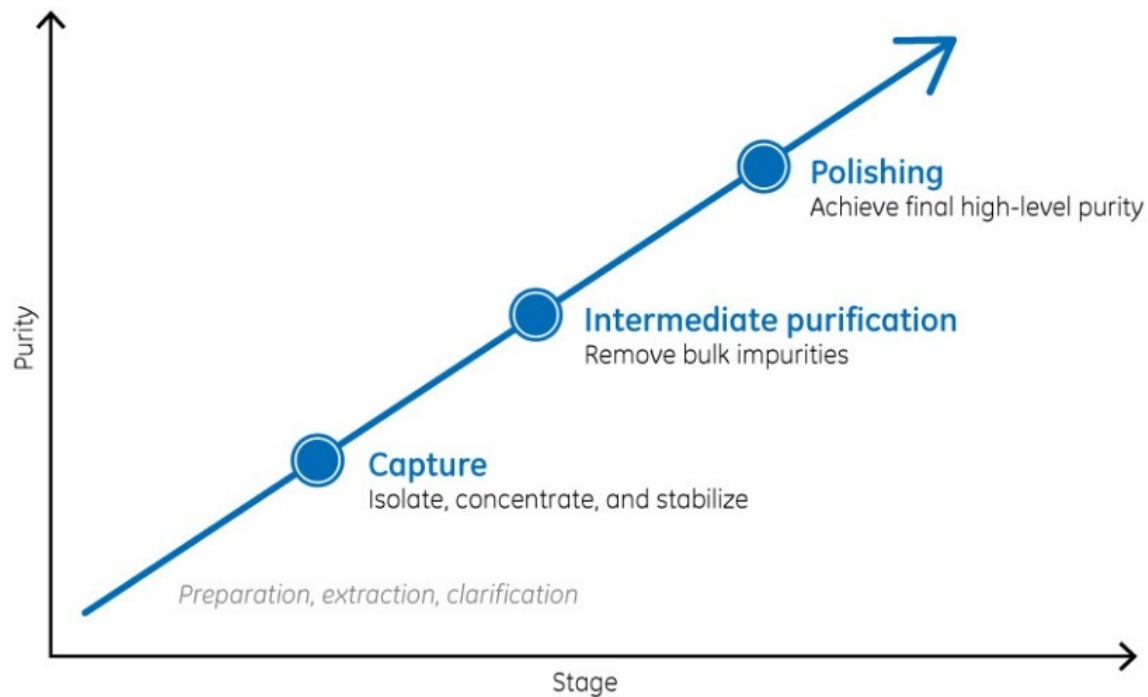 Polishing
Achieve final high-level purity
Intermediate purification
Remove bulk impurities
Purity
Capture
Isolate, concentrate, and stabilize
Preparation, extraction, clarification
Stage